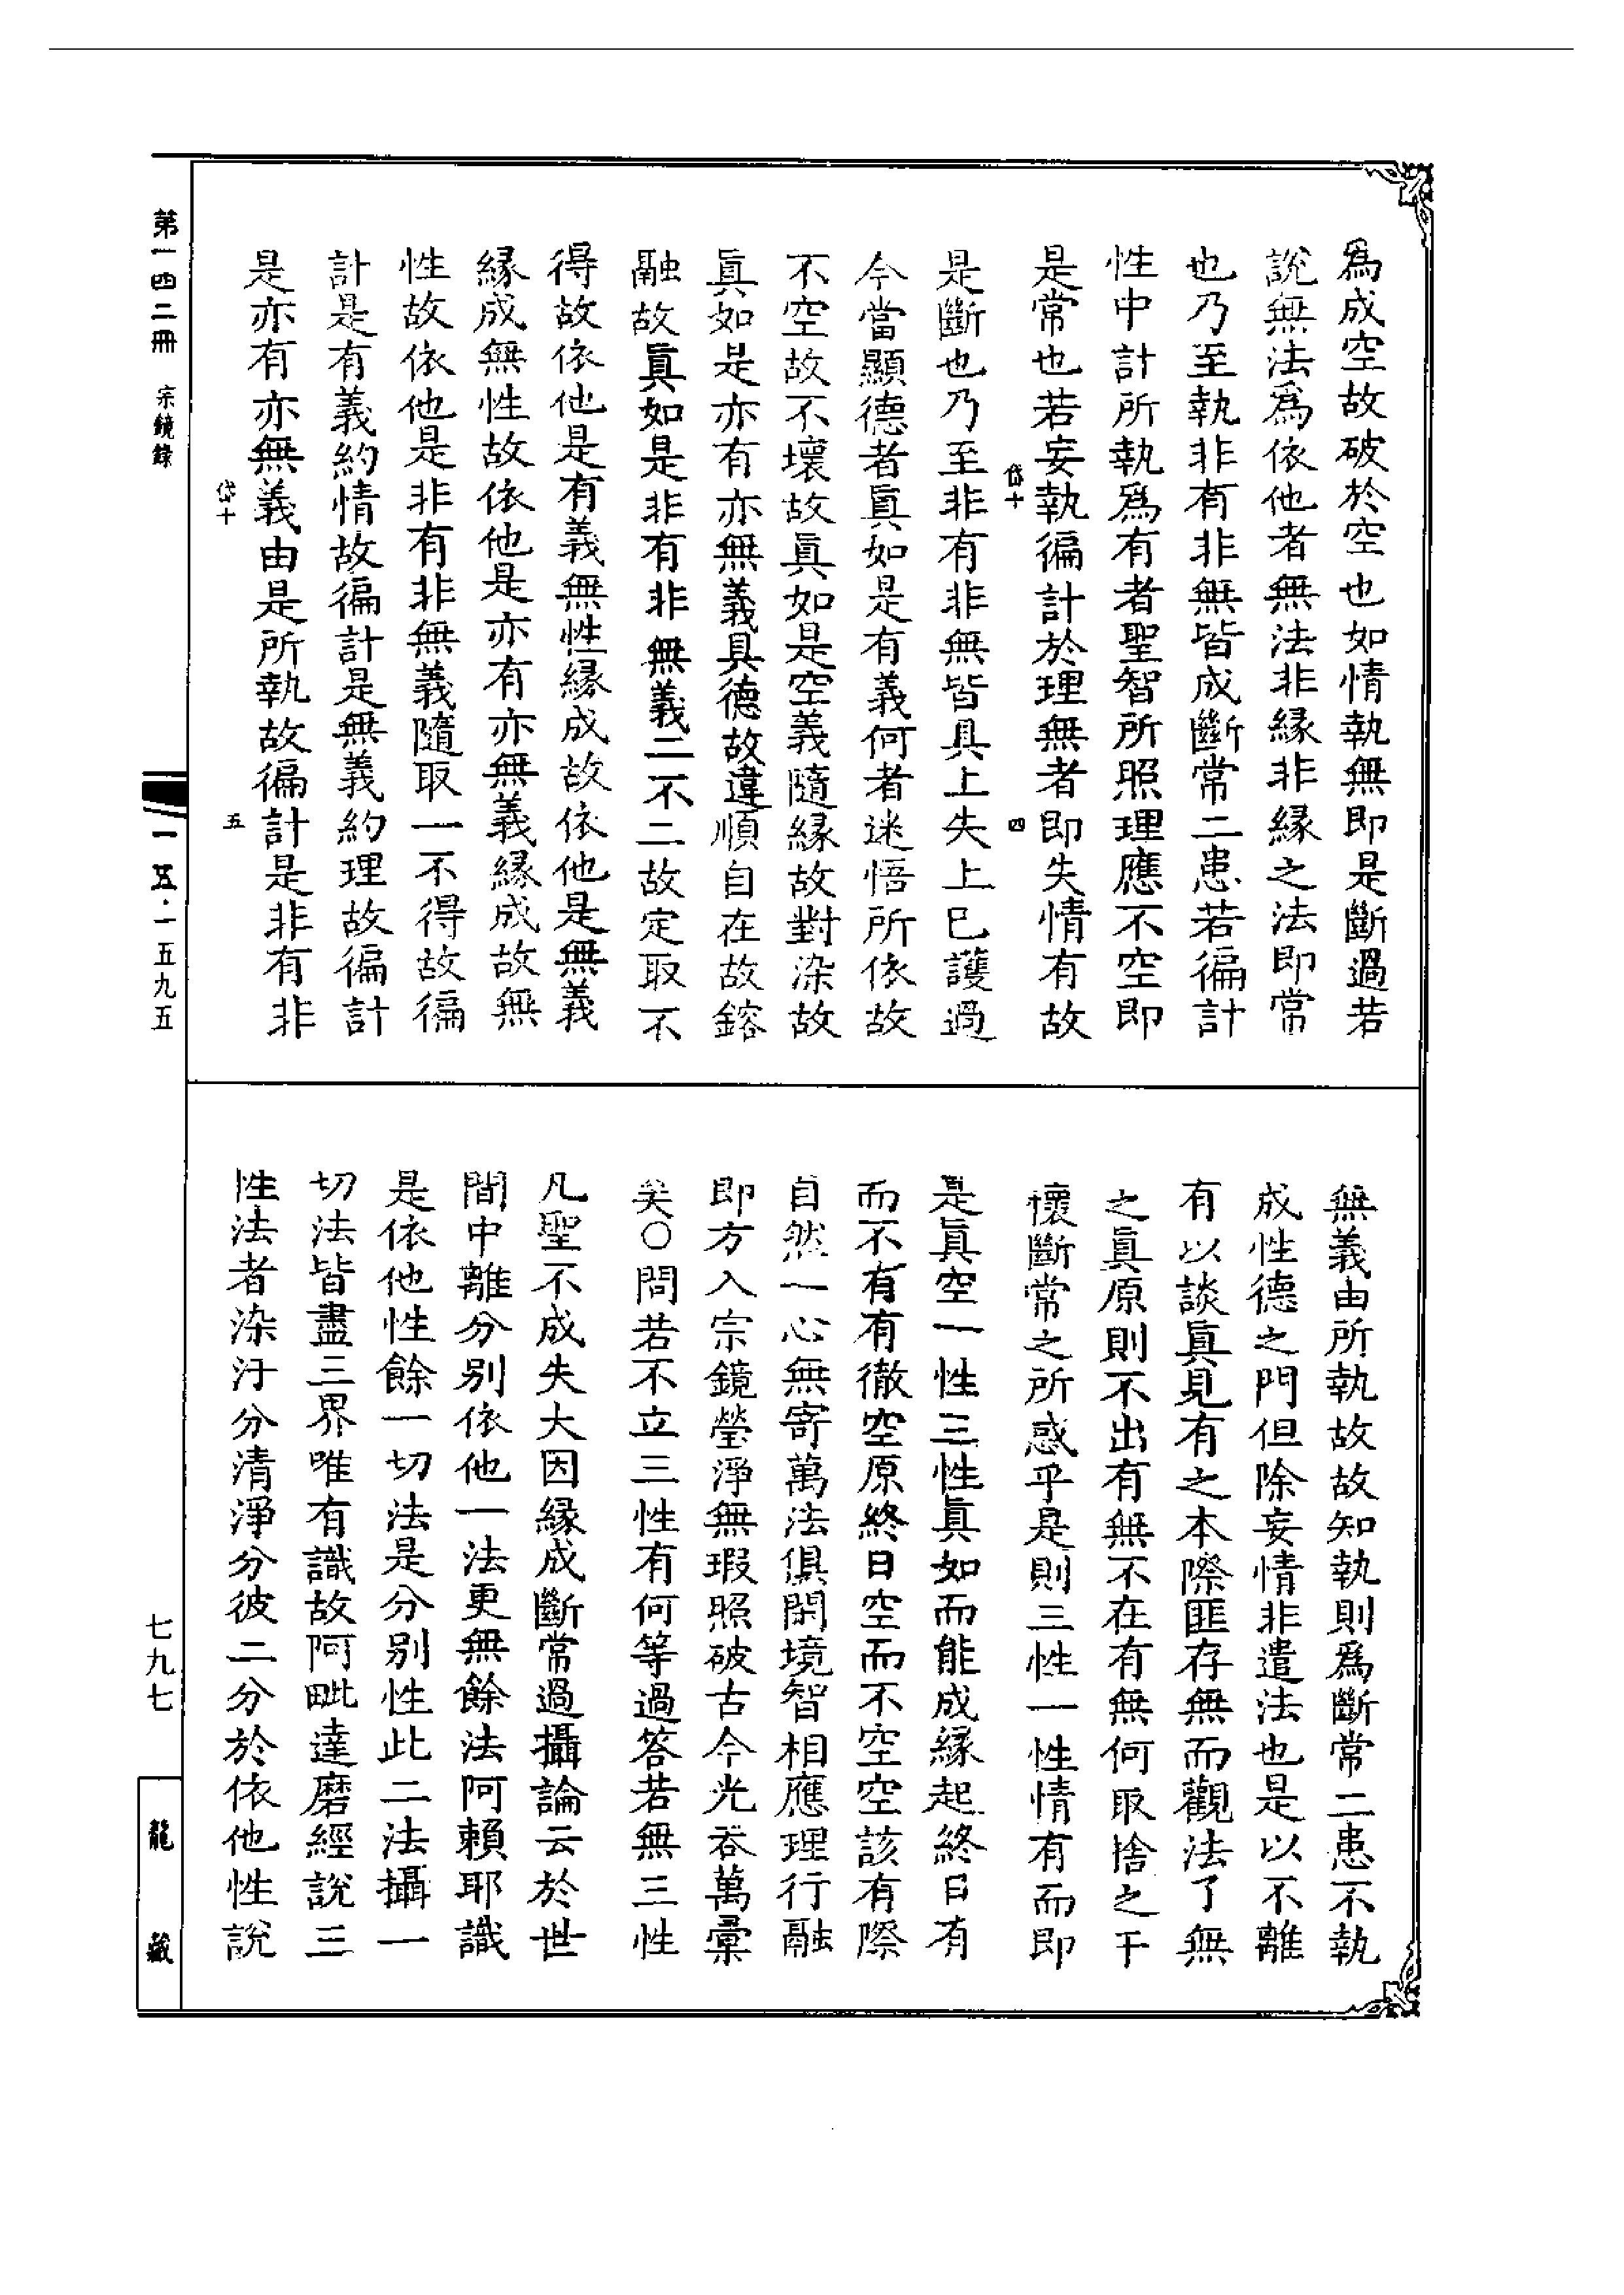 爲成空故破於空也如情執無即是斷過若
說無法爲依他者無法非緣非緣之法即常
也乃至執非有非無皆成斷常二患若徧計
性中計所執爲有者聖智所照理應不空即
是常也若妄執徧計於理無者即失情有故
岱十 四
是斷也乃至非有非無皆具上失上已護過
今當顯德者眞如是有義何者迷悟所依故
不空故不壞故眞如是空義隨緣故對染故
眞如是亦有亦無義具德故違順自在故鎔
融故眞如是非有非無義二不二故定取不
得故依他是有義無性緣成故依他是無義
緣成無性故依他是亦有亦無義緣成故無
性故依他是非有非無義隨取一不得故徧
計是有義約情故徧計是無義約理故徧計
是亦有亦無義由是所執故徧計是非有非
岱十 五
無義由所執故故知執則爲斷常二患不執
成性德之門但除妄情非遣法也是以不離
有以談眞見有之本際匪存無而觀法了無
之眞原則不出有無不在有無何取捨之干
懷斷常之所惑乎是則三性一性情有而即
是眞空一性三性眞如而能成緣起終日有
而不有有徹空原終日空而不空空該有際
自然一心無寄萬法俱閑境智相應理行融
即方入宗鏡瑩淨無瑕照破古今光吞萬彙
矣○問若不立三性有何等過答若無三性
凡聖不成失大因緣成斷常過攝論云於世
間中離分別依他一法更無餘法阿賴耶識
是依他性餘一切法是分別性此二法攝一
切法皆盡三界唯有識故阿毗達磨經說三
性法者染汙分清淨分彼二分於依他性說
第一四二冊 宗鏡錄
一五·一五九五
七九七
龍藏